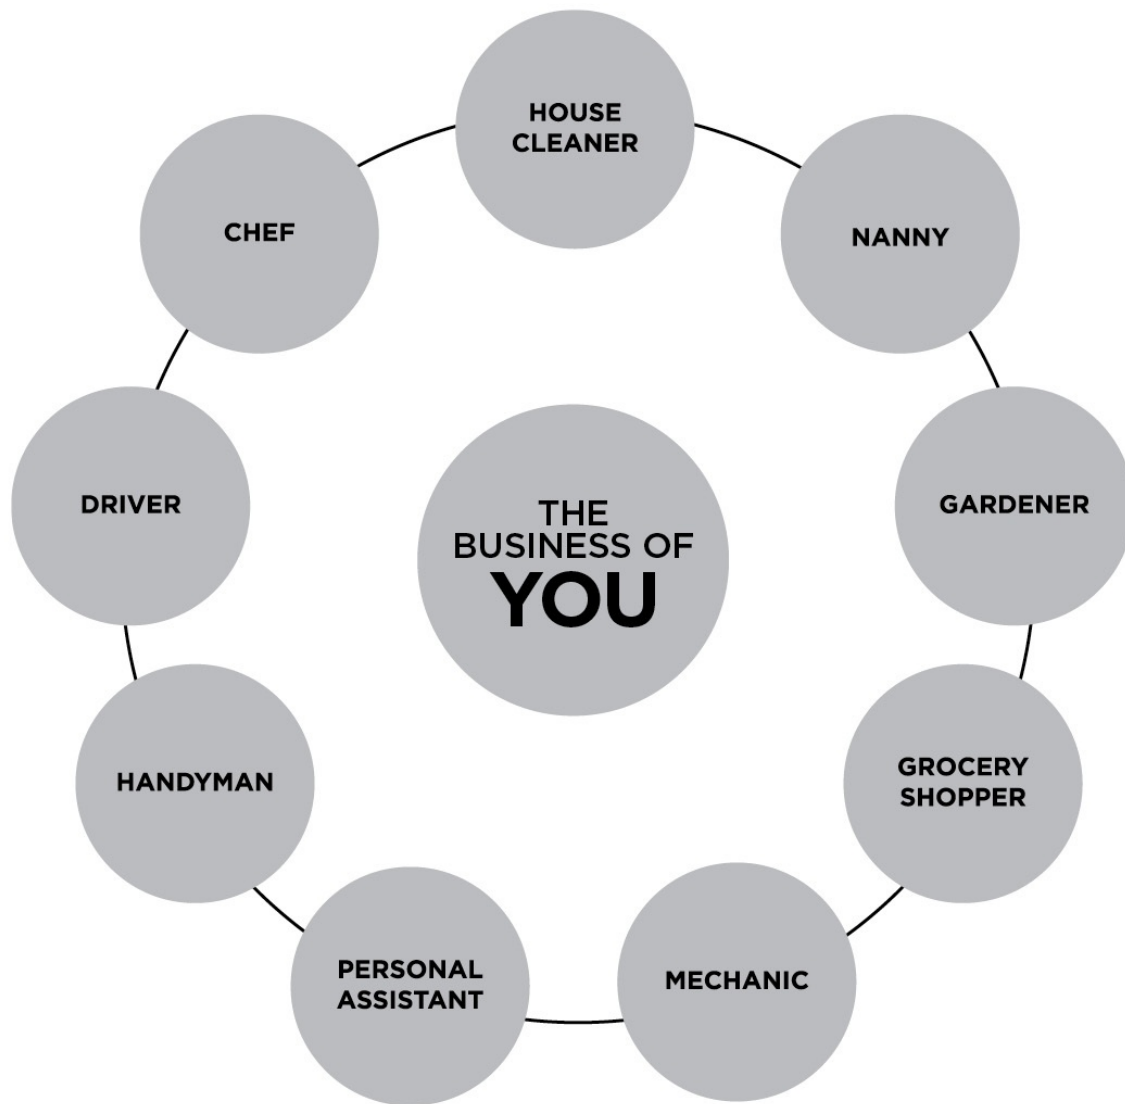 HOUSE
CLEANER
CHEF
NANNY
DRIVER
THE
BUSINESS OF
YOU
GARDENER
HANDYMAN
GROCERY
SHOPPER
PERSONAL
ASSISTANT
MECHANIC